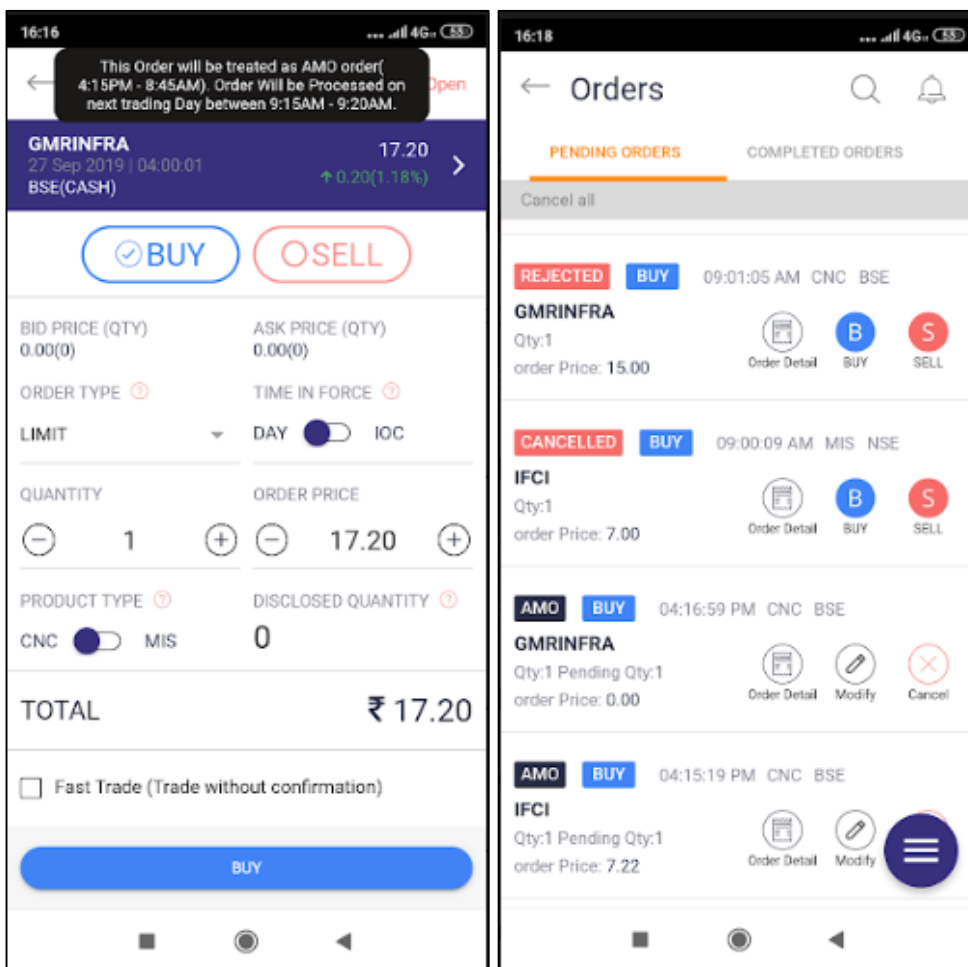 16:16
4G 53
This Order will be treated as AMO order(
4:15PM - 8:45AM). Order Will be Processed on
next trading Day between 9:15AM - 9:20AM.
Open
GMRINFRA
17.20
27 Sep 2019 | 04:00:01
↑ 0.20(1.18%)
BSE(CASH)
BUY
SELL
BID PRICE (QTY)
ASK PRICE (QTY)
0.00(0)
0.00(0)
ORDER TYPE ?
TIME IN FORCE ?
LIMIT
DAY IOC
QUANTITY
ORDER PRICE
1
17.20
PRODUCT TYPE ?
DISCLOSED QUANTITY ?
CNC MIS
0
TOTAL
₹ 17.20
Fast Trade (Trade without confirmation)
BUY
16:18
4G 53
Orders
PENDING ORDERS
COMPLETED ORDERS
Cancel all
REJECTED BUY 09:01:05 AM CNC BSE
GMRINFRA
Qty:1
order Price: 15.00
B
S
Order Detail BUY SELL
CANCELLED BUY 09:00:09 AM MIS NSE
IFCI
Qty:1
order Price: 7.00
B
S
Order Detail BUY SELL
AMO BUY 04:16:59 PM CNC BSE
GMRINFRA
Qty:1 Pending Qty:1
order Price: 0.00
Order Detail Modify Cancel
AMO BUY 04:15:19 PM CNC BSE
IFCI
Qty:1 Pending Qty:1
order Price: 7.22
Order Detail Modify